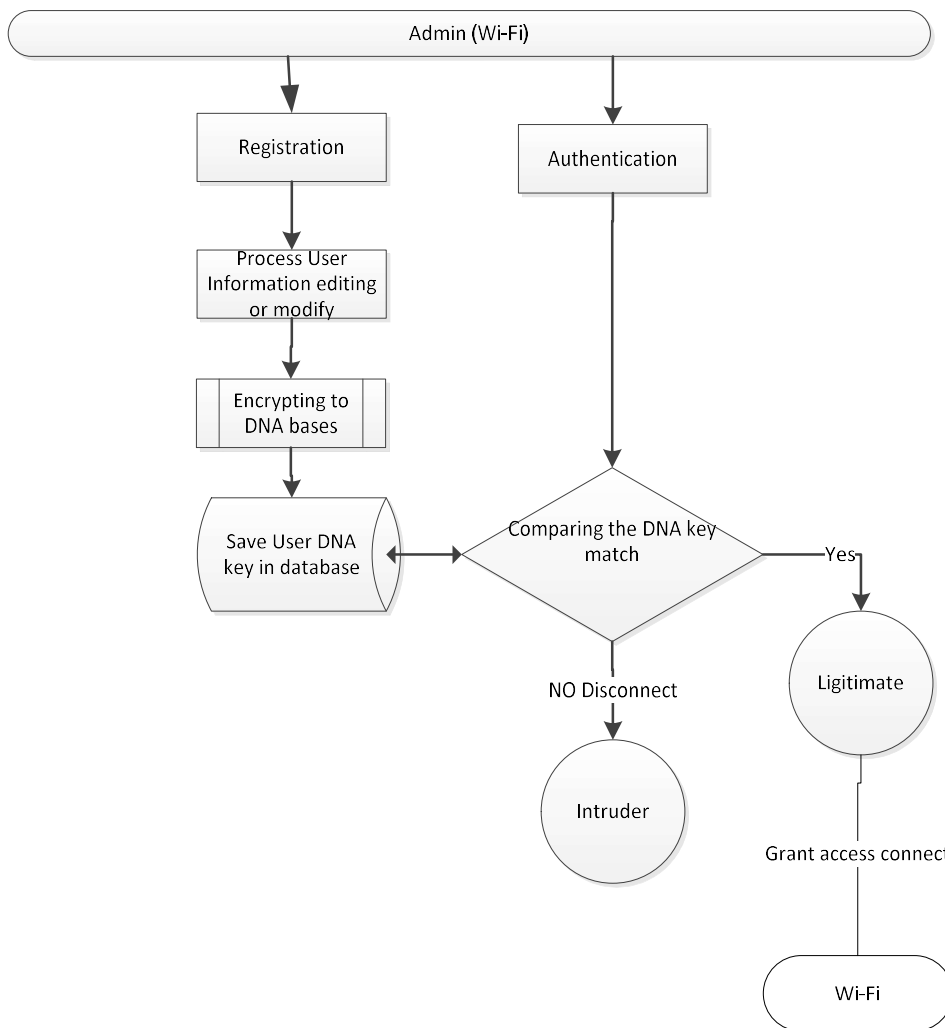 Admin (Wi-Fi)
Registration
Authentication
Process User
Information editing
or modify
Encrypting to
DNA bases
Save User DNA
key in database
Comparing the DNA key
match
Yes
NO Disconnect
Ligitimate
Intruder
Grant access connect
Wi-Fi